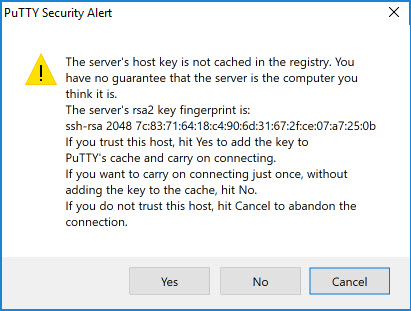 PuTTY Security Alert
The server's host key is not cached in the registry. You
have no guarantee that the server is the computer you
think it is.
The server's rsa2 key fingerprint is:
ssh-rsa 2048 7c:83:71:64:18:c4:90:6d:31:67:2f:ce:07:a7:25:0b
If you trust this host, hit Yes to add the key to
PuTTY's cache and carry on connecting.
If you want to carry on connecting just once, without
adding the key to the cache, hit No.
If you do not trust this host, hit Cancel to abandon the
connection.
Yes
No
Cancel